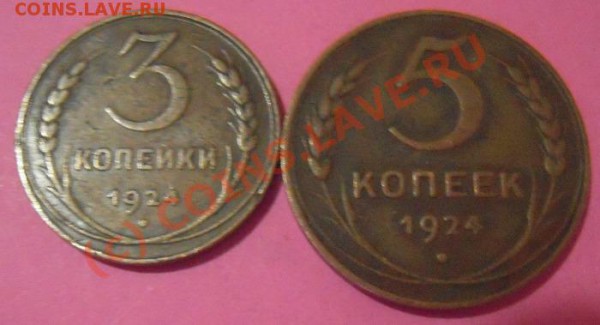 COINS.LAVE.RU
3
КОПЕЙКИ
1924
5
КОПЕЕК
1924
(c) COINS.LAVE.RU